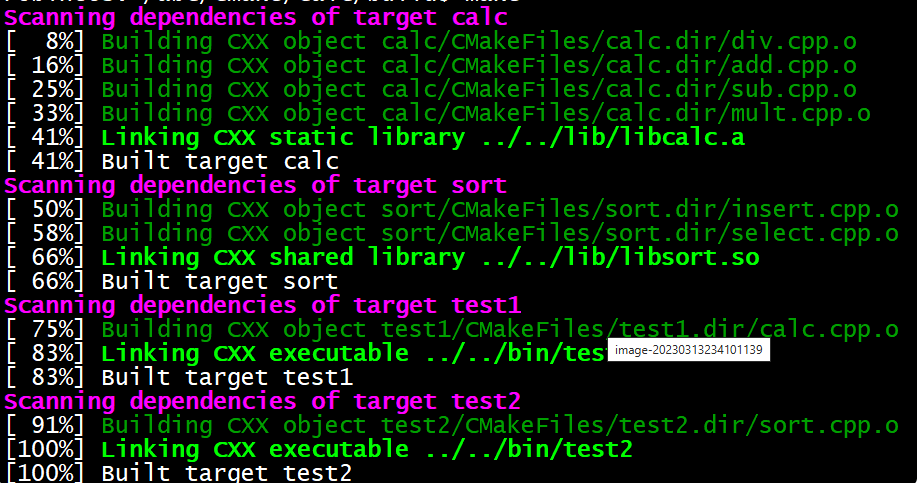 Scanning dependencies of target calc
[  8%] Building CXX object calc/CMakeFiles/calc.dir/div.cpp.o
[ 16%] Building CXX object calc/CMakeFiles/calc.dir/add.cpp.o
[ 25%] Building CXX object calc/CMakeFiles/calc.dir/sub.cpp.o
[ 33%] Building CXX object calc/CMakeFiles/calc.dir/mult.cpp.o
[ 41%] Linking CXX static library ../../lib/libcalc.a
[ 41%] Built target calc
Scanning dependencies of target sort
[ 50%] Building CXX object sort/CMakeFiles/sort.dir/insert.cpp.o
[ 58%] Building CXX object sort/CMakeFiles/sort.dir/select.cpp.o
[ 66%] Linking CXX shared library ../../lib/libsort.so
[ 66%] Built target sort
Scanning dependencies of target test1
[ 75%] Building CXX object test1/CMakeFiles/test1.dir/calc.cpp.o
[ 83%] Linking CXX executable ../../bin/tes
image-20230313234101139
[ 83%] Built target test1
Scanning dependencies of target test2
[ 91%] Building CXX object test2/CMakeFiles/test2.dir/sort.cpp.o
[100%] Linking CXX executable ../../bin/test2
[100%] Built target test2